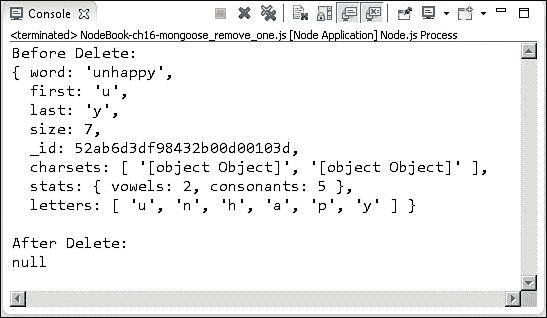 Console
<terminated> NodeBook-ch16-mongoose_remove_one.js [Node Application] Node.js Process
Before Delete:
{ word: 'unhappy',
  first: 'u',
  last: 'y',
  size: 7,
  _id: 52ab6d3df98432b00d00103d,
  charsets: [ '[object Object]', '[object Object]' ],
  stats: { vowels: 2, consonants: 5 },
  letters: [ 'u', 'n', 'h', 'a', 'p', 'y' ] }
After Delete:
null